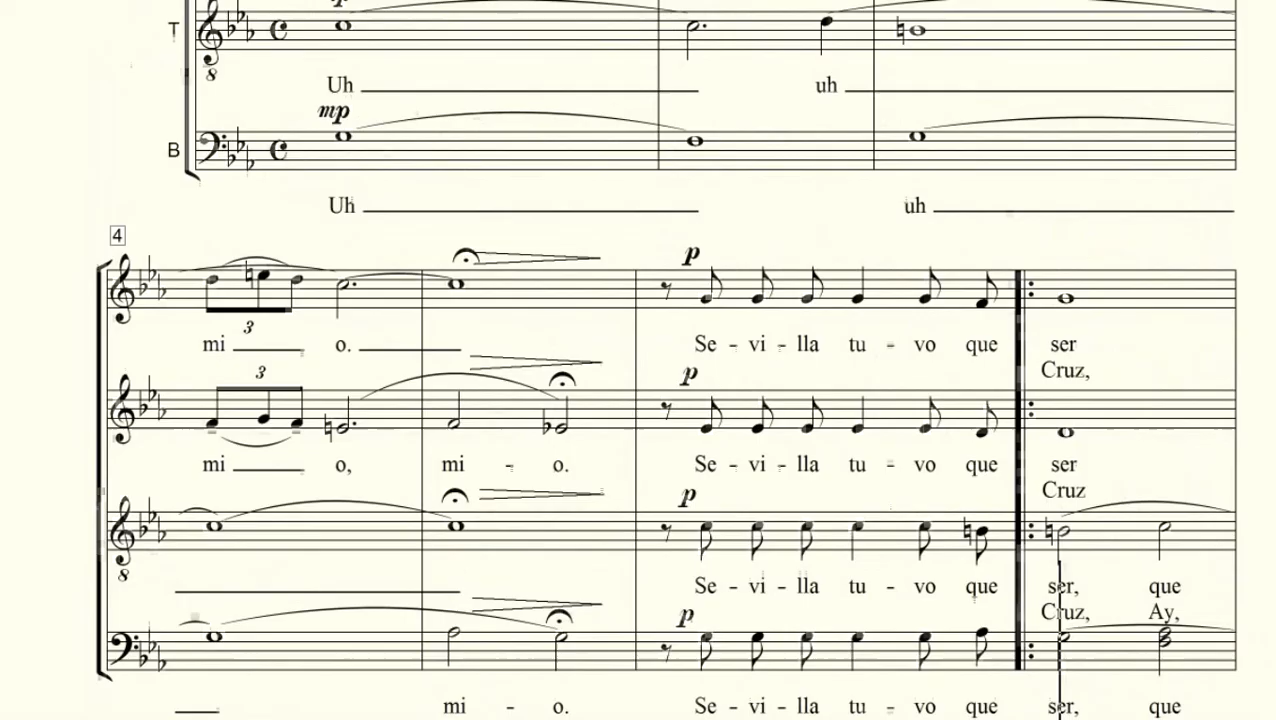 p
T
8
Uh uh
mp
B
Uh uh
4
p
3
mi o. Se - vi - lla tu - vo que ser
Cruz,
3
p
mi o, mi - o. Se - vi - lla tu - vo que ser
Cruz
p
8
Se - vi - lla tu - vo que ser, que
Cruz, Ay,
p
mi - o. Se - vi - lla tu - vo que ser, que